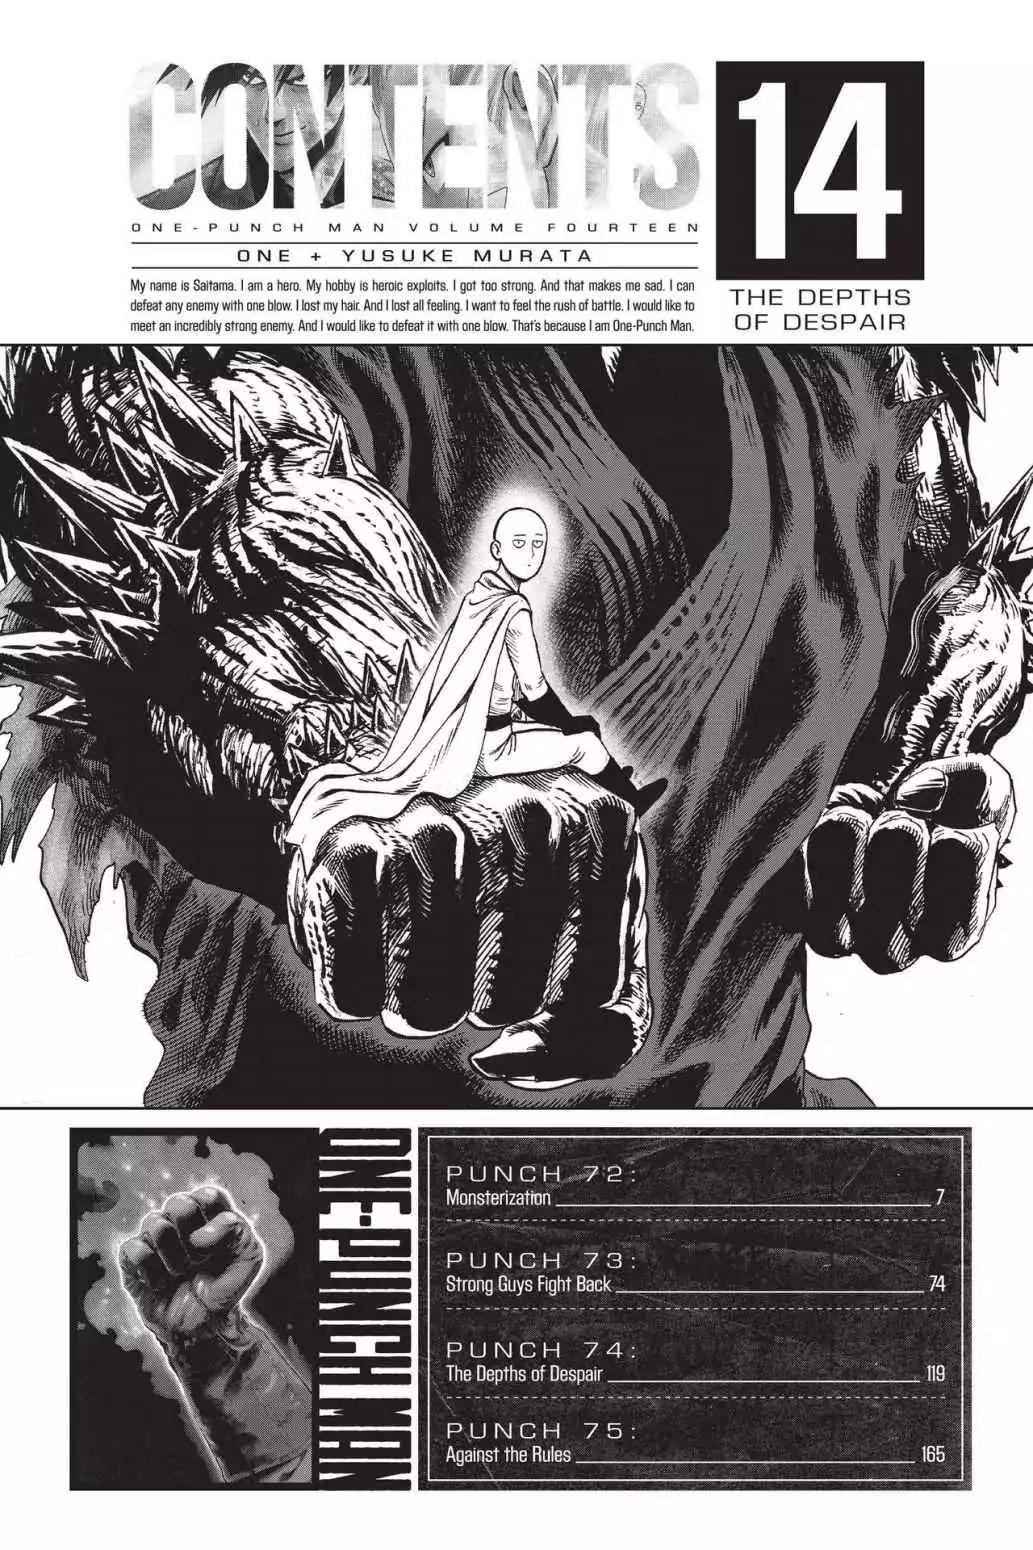 CONTENTS
14
ONE-PUNCH MAN VOLUME FOURTEEN
ONE + YUSUKE MURATA
My name is Saitama. I am a hero. My hobby is heroic exploits. I got too strong. And that makes me sad. I can
defeat any enemy with one blow. I lost my hair. And I lost all feeling. I want to feel the rush of battle. I would like to
meet an incredibly strong enemy. And I would like to defeat it with one blow. That's because I am One-Punch Man.
THE DEPTHS
OF DESPAIR
ONE-PUNCH MAN
PUNCH 72:
Monsterization 7
PUNCH 73:
Strong Guys Fight Back 74
PUNCH 74:
The Depths of Despair 119
PUNCH 75:
Against the Rules 165